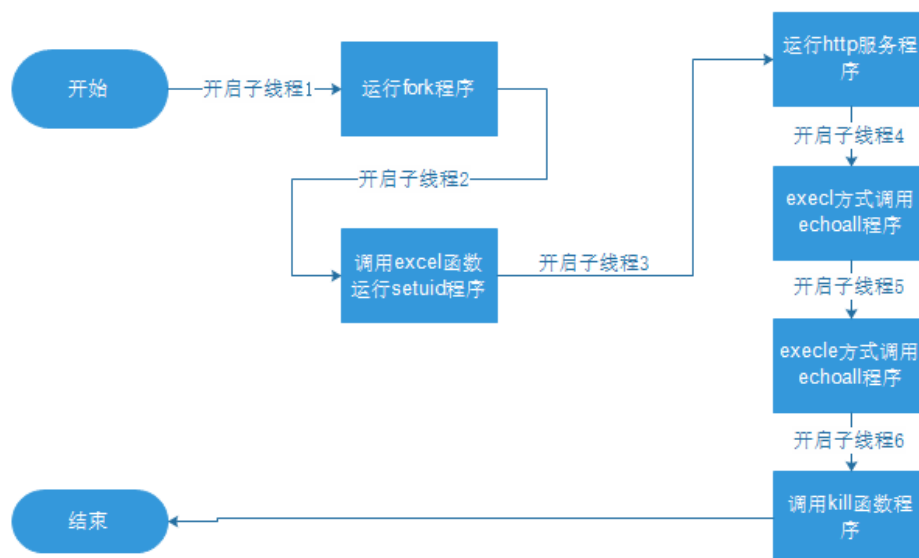 开始
开启子线程1
运行fork程序
开启子线程2
调用excel函数
运行setuid程序
开启子线程3
运行http服务程
序
开启子线程4
execl方式调用
echoall程序
开启子线程5
execle方式调用
echoall程序
开启子线程6
调用kill函数程
序
结束